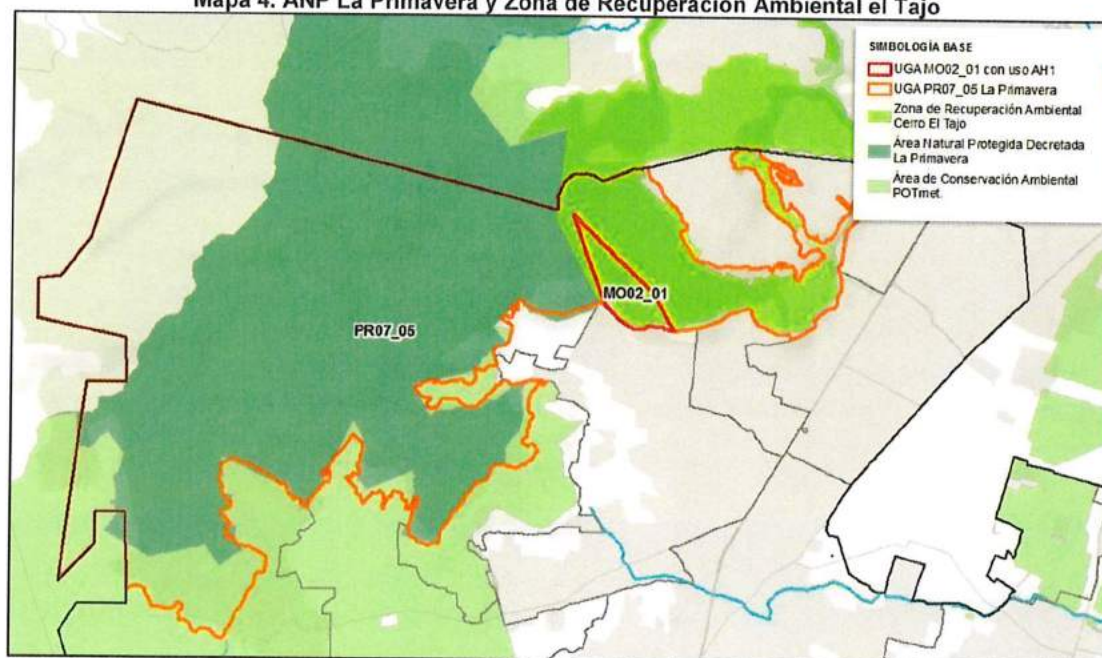 Mapa 4. ANP La Primavera y Zona de Recuperación Ambiental el Tajo
SIMBOLOGÍA BASE
UGA MO02_01 con uso AH1
UGA PR07_05 La Primavera
Zona de Recuperación Ambiental
Cerro El Tajo
Área Natural Protegida Decretada
La Primavera
Área de Conservación Ambiental
POTmet.
MO02_01
PR07_05